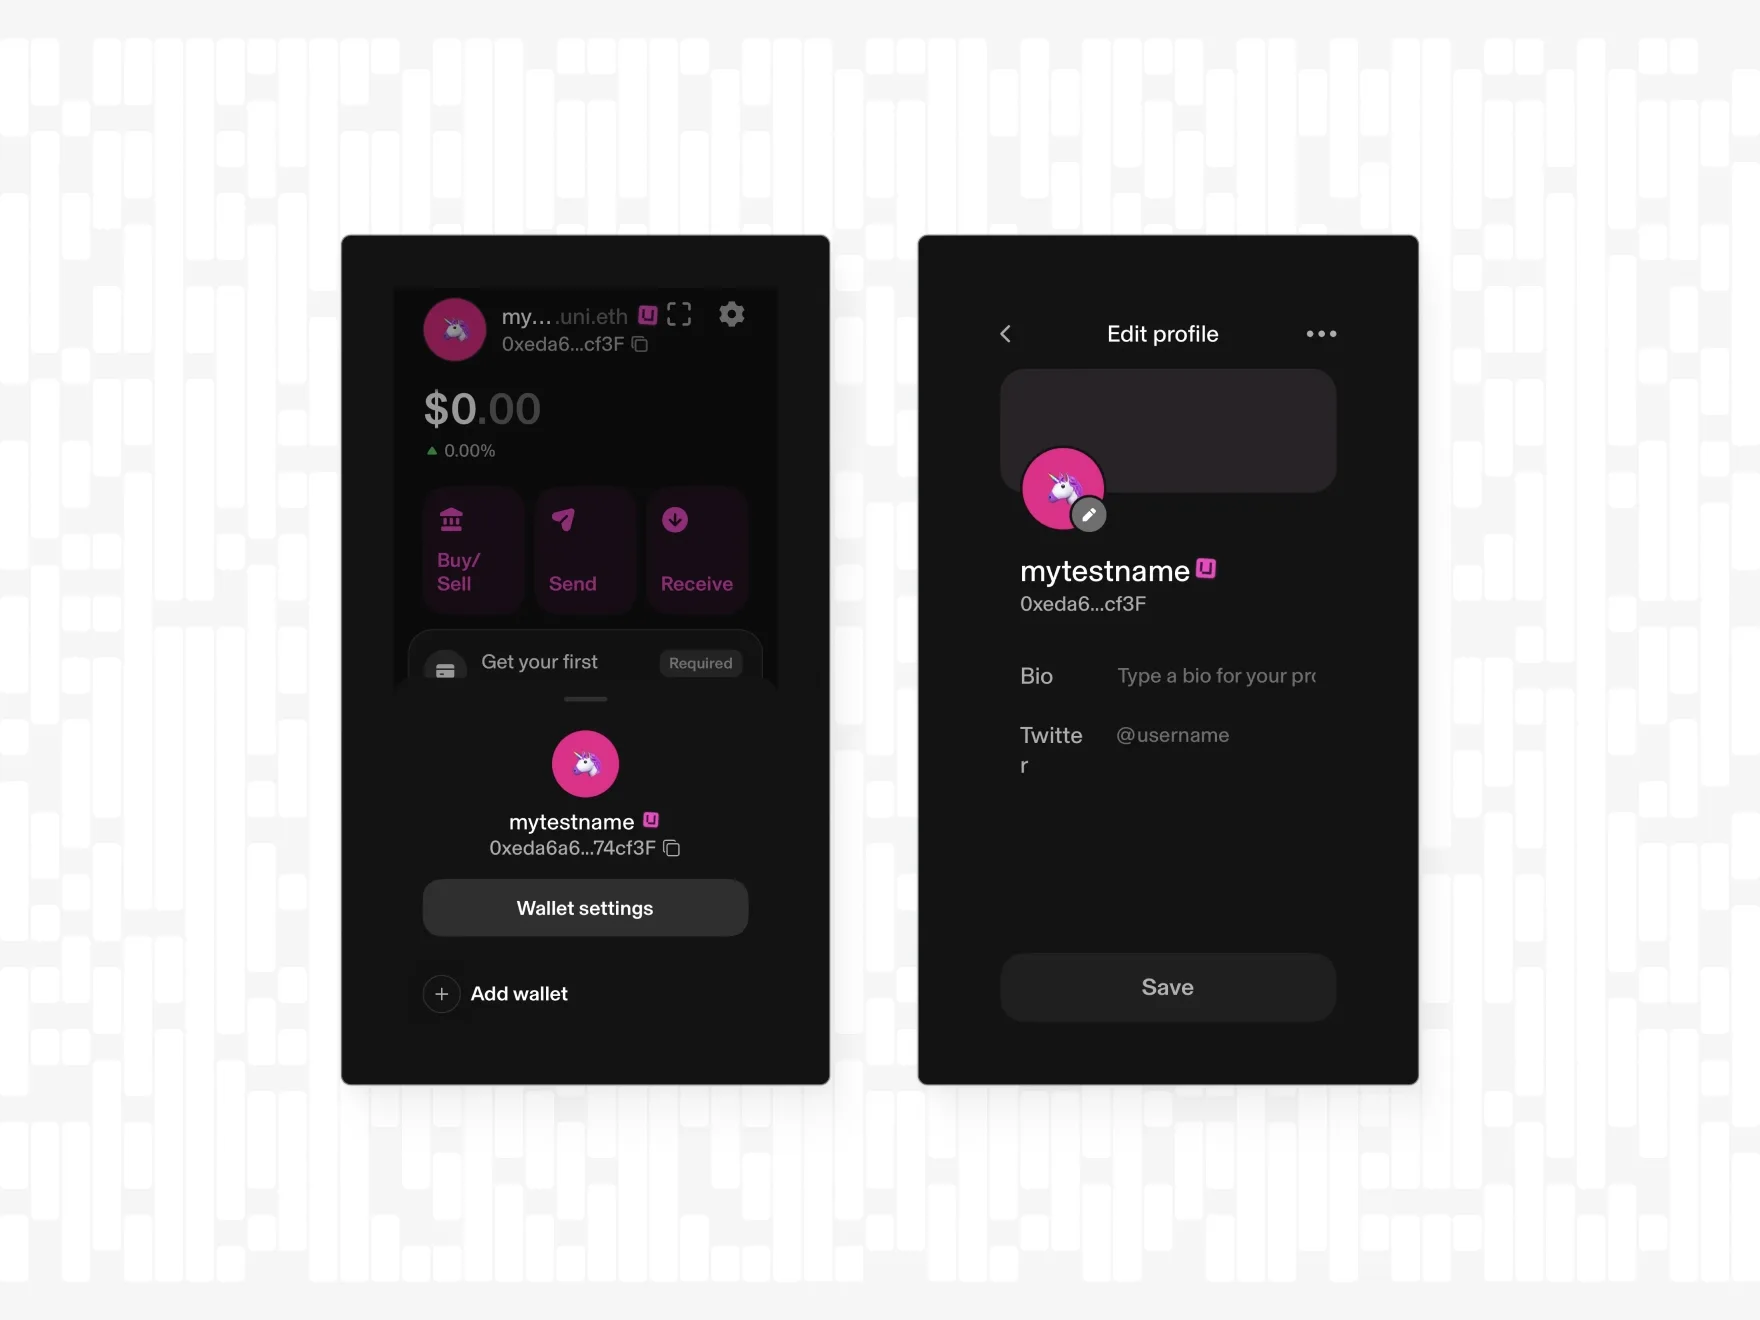 my....uni.eth
0xeda6...cf3F
$0.00
0.00%
Buy/
Sell
Send
Receive
Get your first
Required
mytestname
0xeda6a6...74cf3F
Wallet settings
Add wallet
Edit profile
mytestname
0xeda6...cf3F
Bio
Type a bio for your pro
Twitte
r
@username
Save